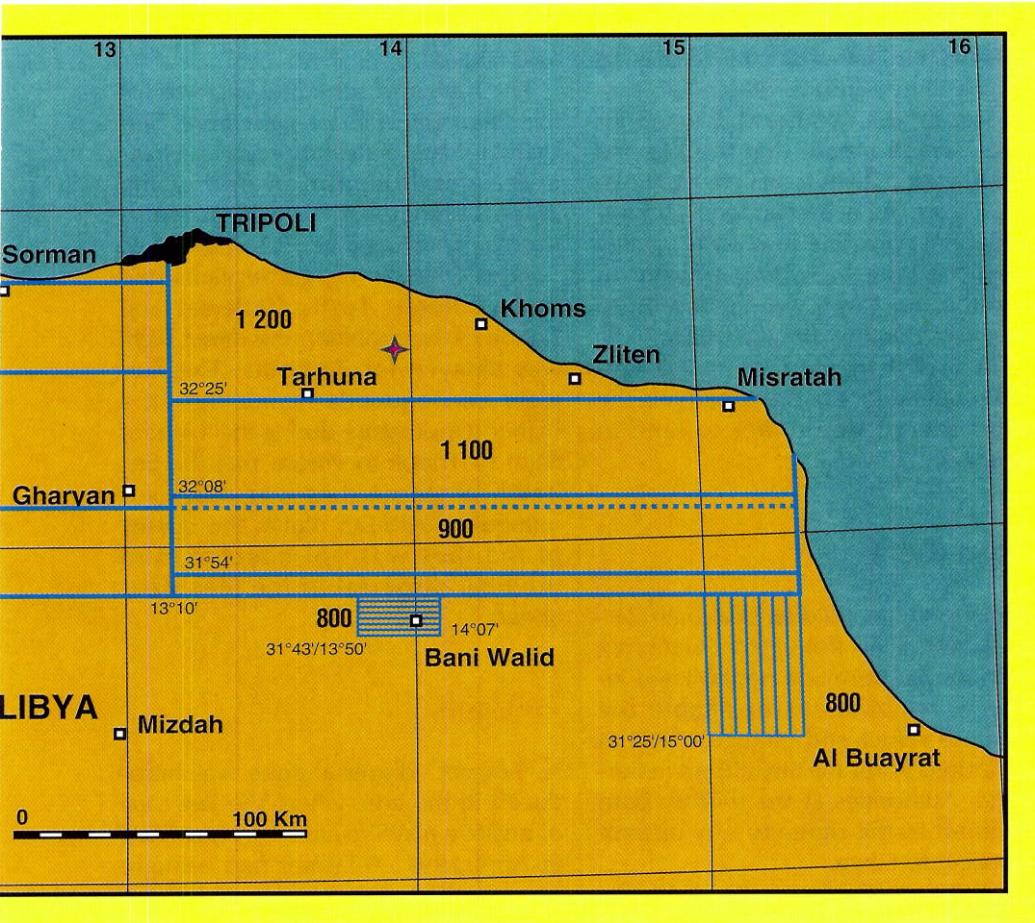 13
14
15
16
TRIPOLI
Sorman
Khoms
1 200
Zliten
Tarhuna
Misratah
32°25'
1 100
Gharyan
32°08'
900
31°54'
13°10'
800
14°07'
31°43'/13°50'
Bani Walid
LIBYA
800
Mizdah
31°25'/15°00'
Al Buayrat
0
100 Km